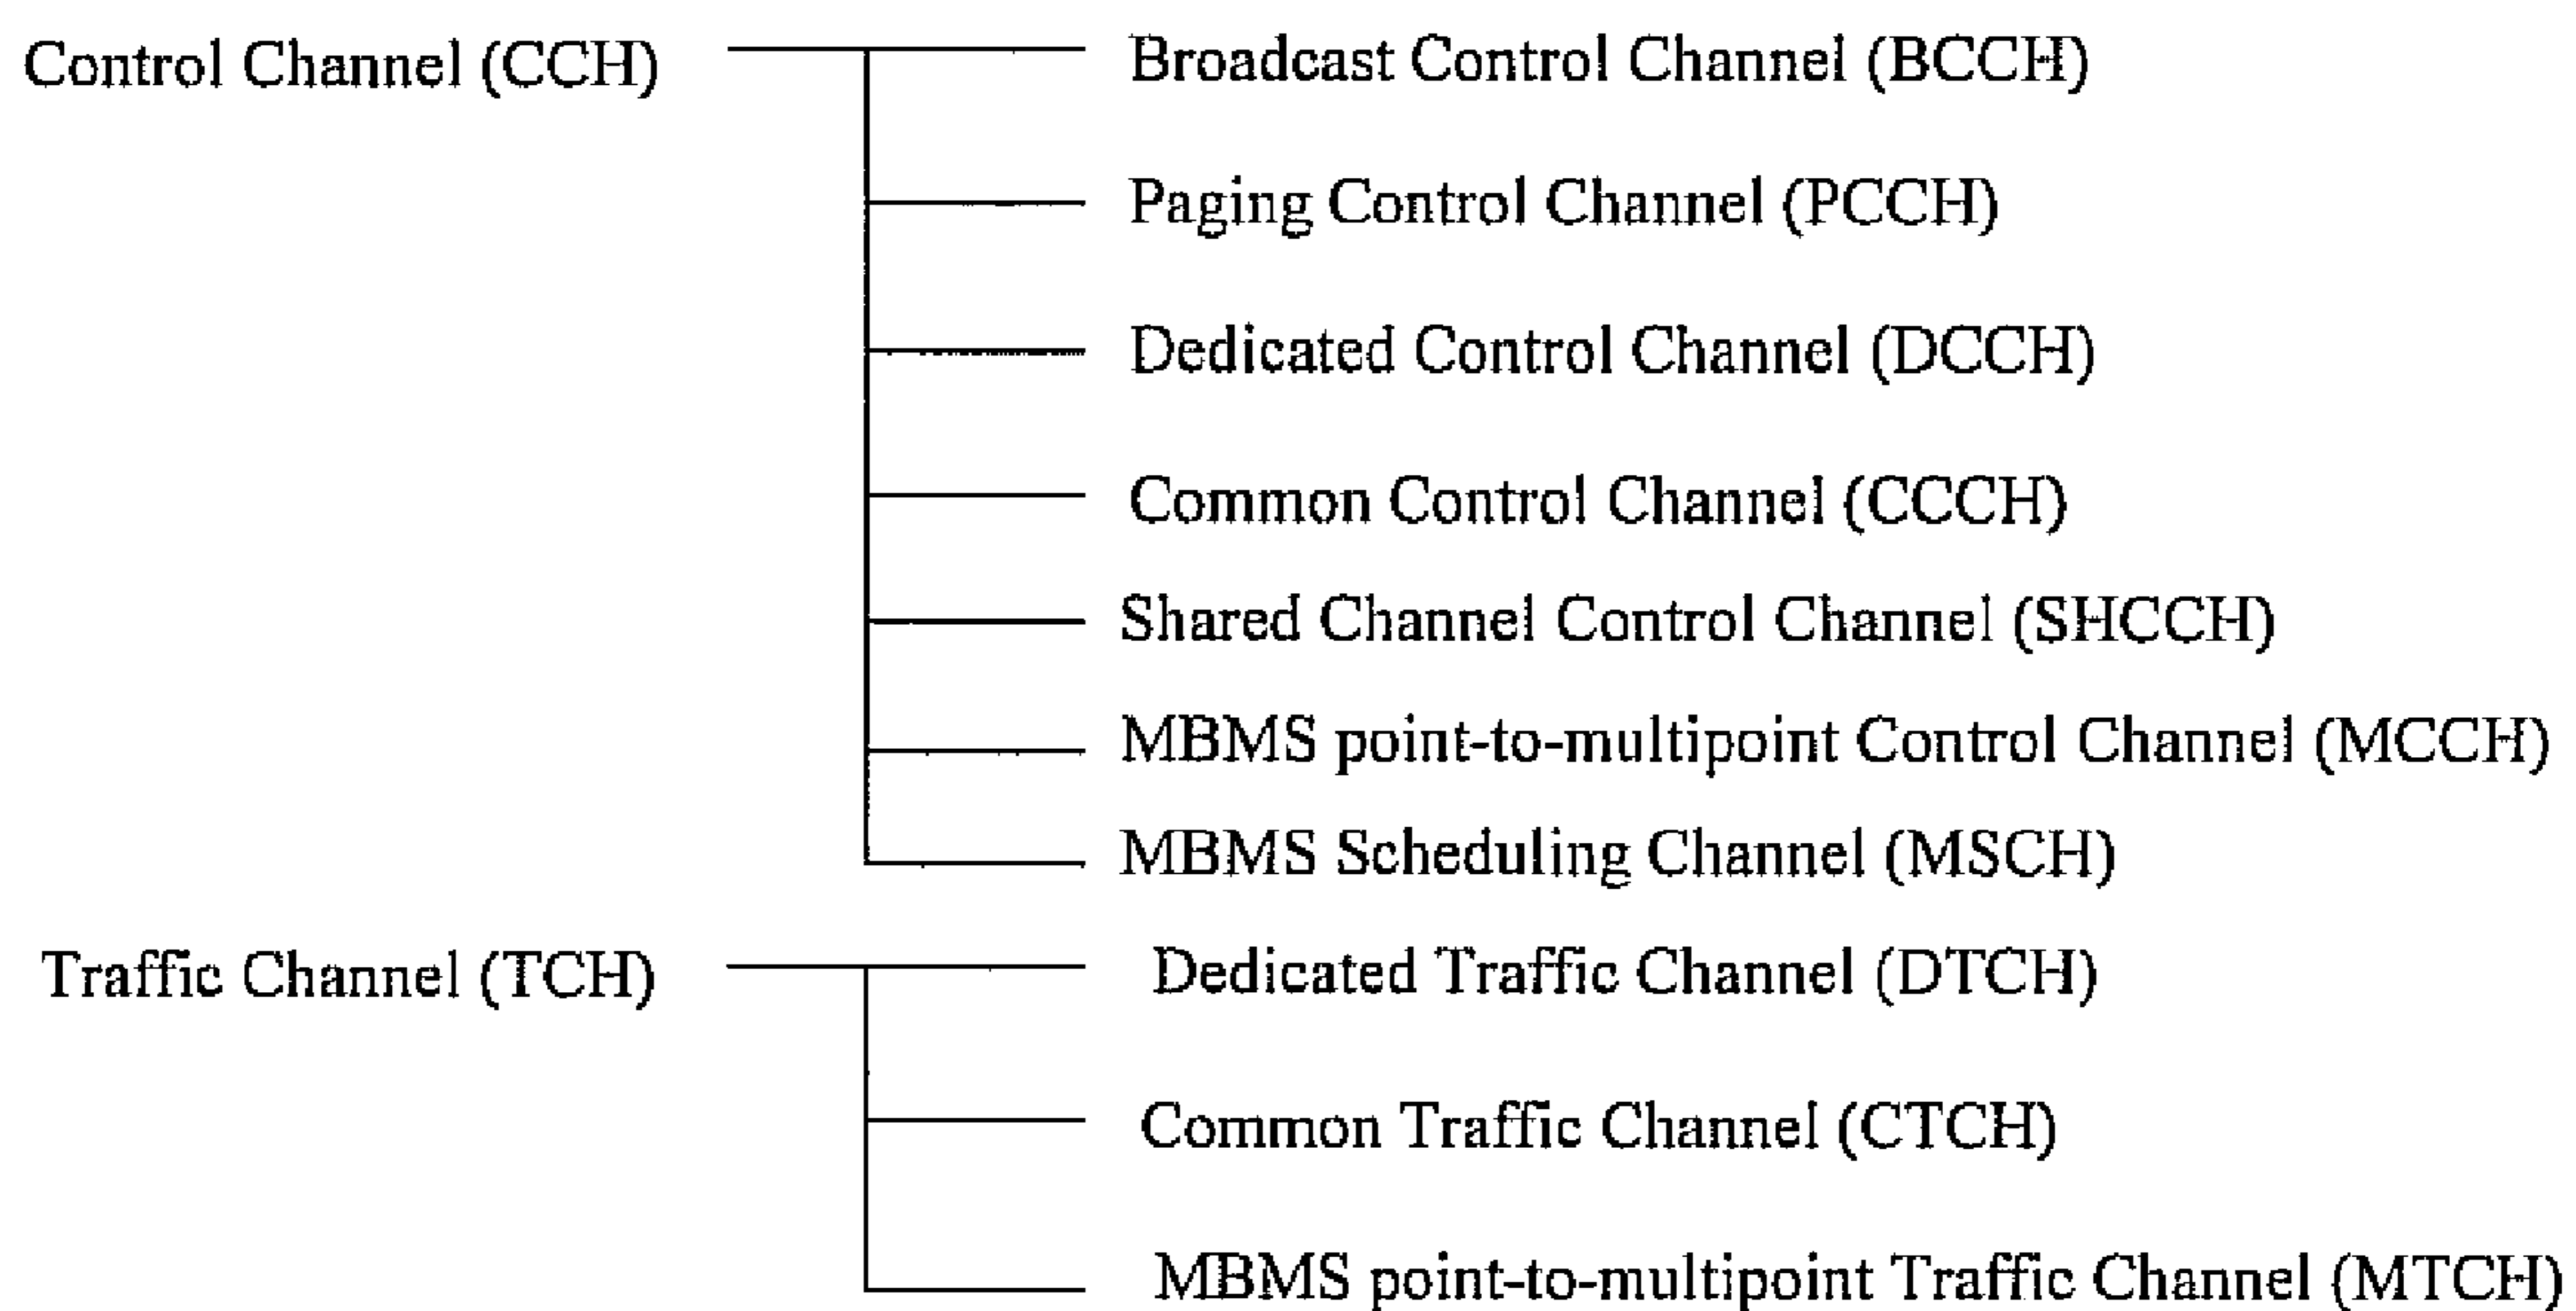 Control Channel (CCH)
Broadcast Control Channel (BCCH)
Paging Control Channel (PCCH)
Dedicated Control Channel (DCCH)
Common Control Channel (CCCH)
Shared Channel Control Channel (SHCCH)
MBMS point-to-multipoint Control Channel (MCCH)
MBMS Scheduling Channel (MSCH)
Traffic Channel (TCH)
Dedicated Traffic Channel (DTCH)
Common Traffic Channel (CTCH)
MBMS point-to-multipoint Traffic Channel (MTCH)